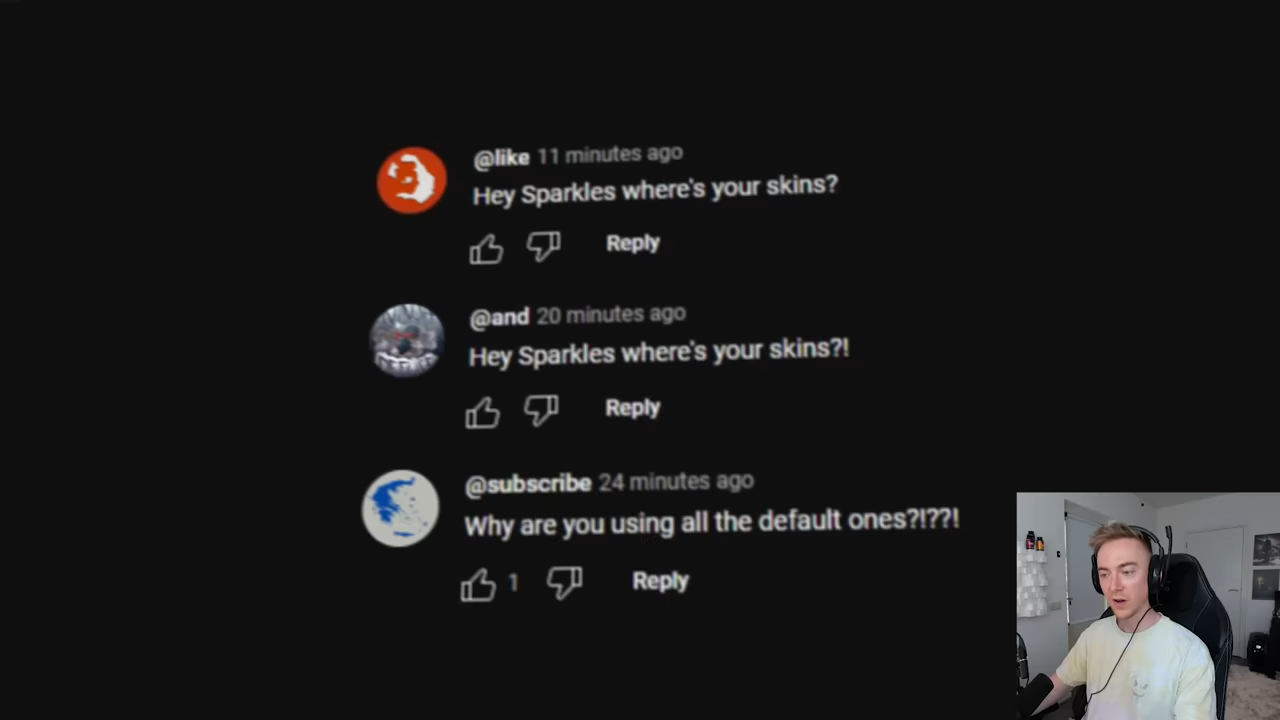 @like 11 minutes ago
Hey Sparkles where's your skins?
Reply
@and 20 minutes ago
Hey Sparkles where's your skins?!
Reply
@subscribe 24 minutes ago
Why are you using all the default ones?!??!
1 Reply